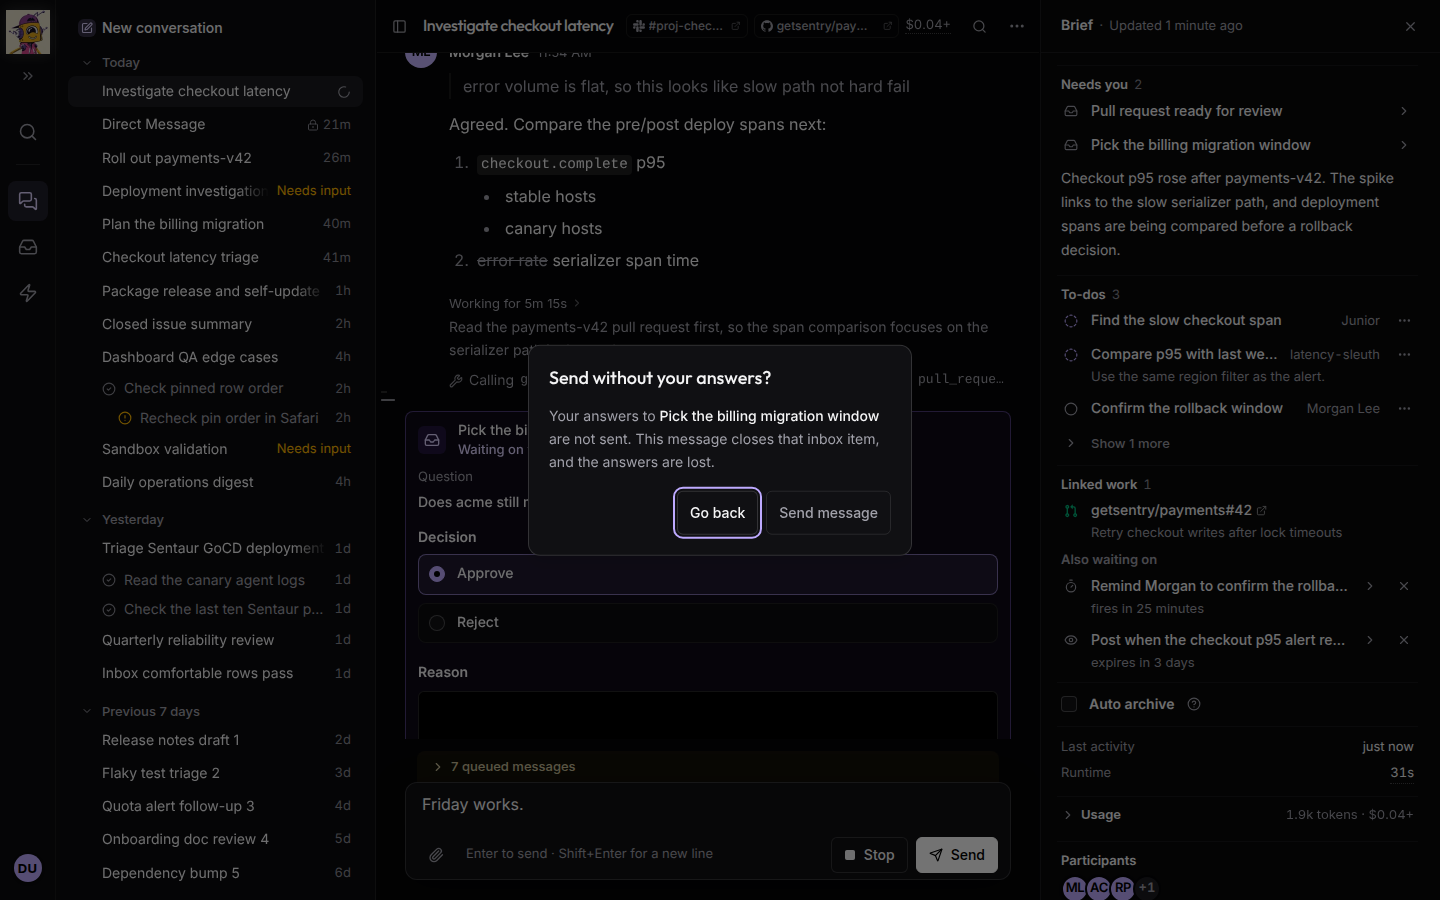 New conversation
Today
Investigate checkout latency
Direct Message 21m
Roll out payments-v42 26m
Deployment investigation Needs input
Plan the billing migration 40m
Checkout latency triage 41m
Package release and self-update 1h
Closed issue summary 2h
Dashboard QA edge cases 4h
Check pinned row order 2h
Recheck pin order in Safari 2h
Sandbox validation Needs input
Daily operations digest 4h
Yesterday
Triage Sentaur GoCD deployment 1d
Read the canary agent logs 1d
Check the last ten Sentaur p... 1d
Quarterly reliability review 1d
Inbox comfortable rows pass 1d
Previous 7 days
Release notes draft 1 2d
Flaky test triage 2 3d
Quota alert follow-up 3 4d
Onboarding doc review 4 5d
Dependency bump 5 6d
DU
Investigate checkout latency #proj-chec... getsentry/pay... $0.04+
ML Morgan Lee 11:54 AM
error volume is flat, so this looks like slow path not hard fail
Agreed. Compare the pre/post deploy spans next:
1. checkout.complete p95
• stable hosts
• canary hosts
2. error rate serializer span time
Working for 5m 15s
Read the payments-v42 pull request first, so the span comparison focuses on the
serializer pat
Calling g pull_reque...
Pick the bi
Waiting on
Question
Does acme still r
Decision
Approve
Reject
Reason
7 queued messages
Friday works.
Enter to send · Shift+Enter for a new line
Stop
Send
Send without your answers?
Your answers to Pick the billing migration window
are not sent. This message closes that inbox item,
and the answers are lost.
Go back
Send message
Brief · Updated 1 minute ago
Needs you 2
Pull request ready for review
Pick the billing migration window
Checkout p95 rose after payments-v42. The spike
links to the slow serializer path, and deployment
spans are being compared before a rollback
decision.
To-dos 3
Find the slow checkout span Junior
Compare p95 with last we... latency-sleuth
Use the same region filter as the alert.
Confirm the rollback window Morgan Lee
Show 1 more
Linked work 1
getsentry/payments#42
Retry checkout writes after lock timeouts
Also waiting on
Remind Morgan to confirm the rollba...
fires in 25 minutes
Post when the checkout p95 alert re...
expires in 3 days
Auto archive
Last activity just now
Runtime 31s
Usage 1.9k tokens · $0.04+
Participants
ML AC RP +1